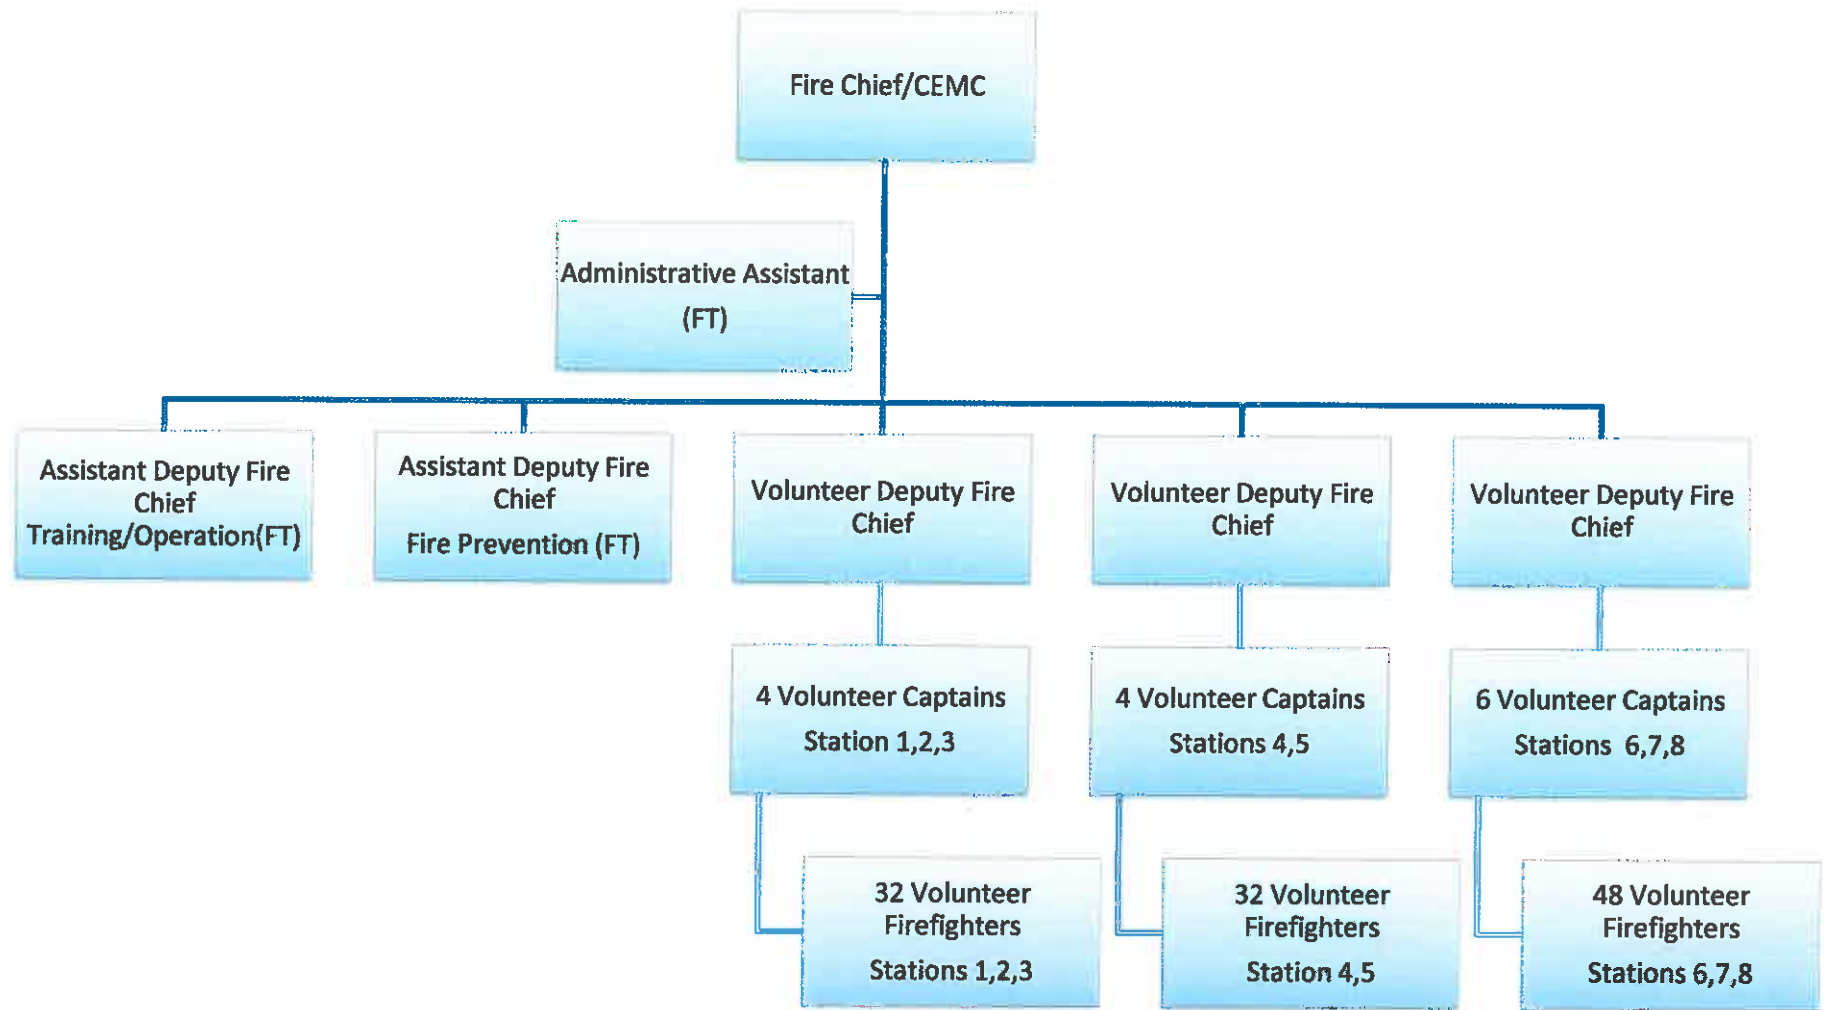 Fire Chief/CEMC
Administrative Assistant
(FT)
Assistant Deputy Fire
Chief
Training/Operation(FT)
Assistant Deputy Fire
Chief
Fire Prevention (FT)
Volunteer Deputy Fire
Chief
Volunteer Deputy Fire
Chief
Volunteer Deputy Fire
Chief
4 Volunteer Captains
Station 1,2,3
4 Volunteer Captains
Stations 4,5
6 Volunteer Captains
Stations 6,7,8
32 Volunteer
Firefighters
Stations 1,2,3
32 Volunteer
Firefighters
Station 4,5
48 Volunteer
Firefighters
Stations 6,7,8